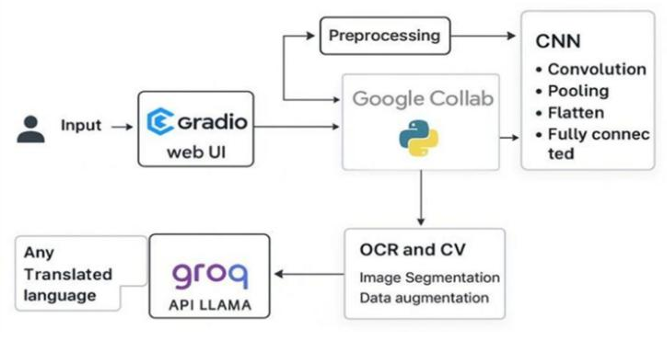 Preprocessing
CNN
• Convolution
• Pooling
• Flatten
• Fully connec
ted
Google Collab
Input
Gradio
web UI
OCR and CV
Image Segmentation
Data augmentation
groq
API LLAMA
Any
Translated
language